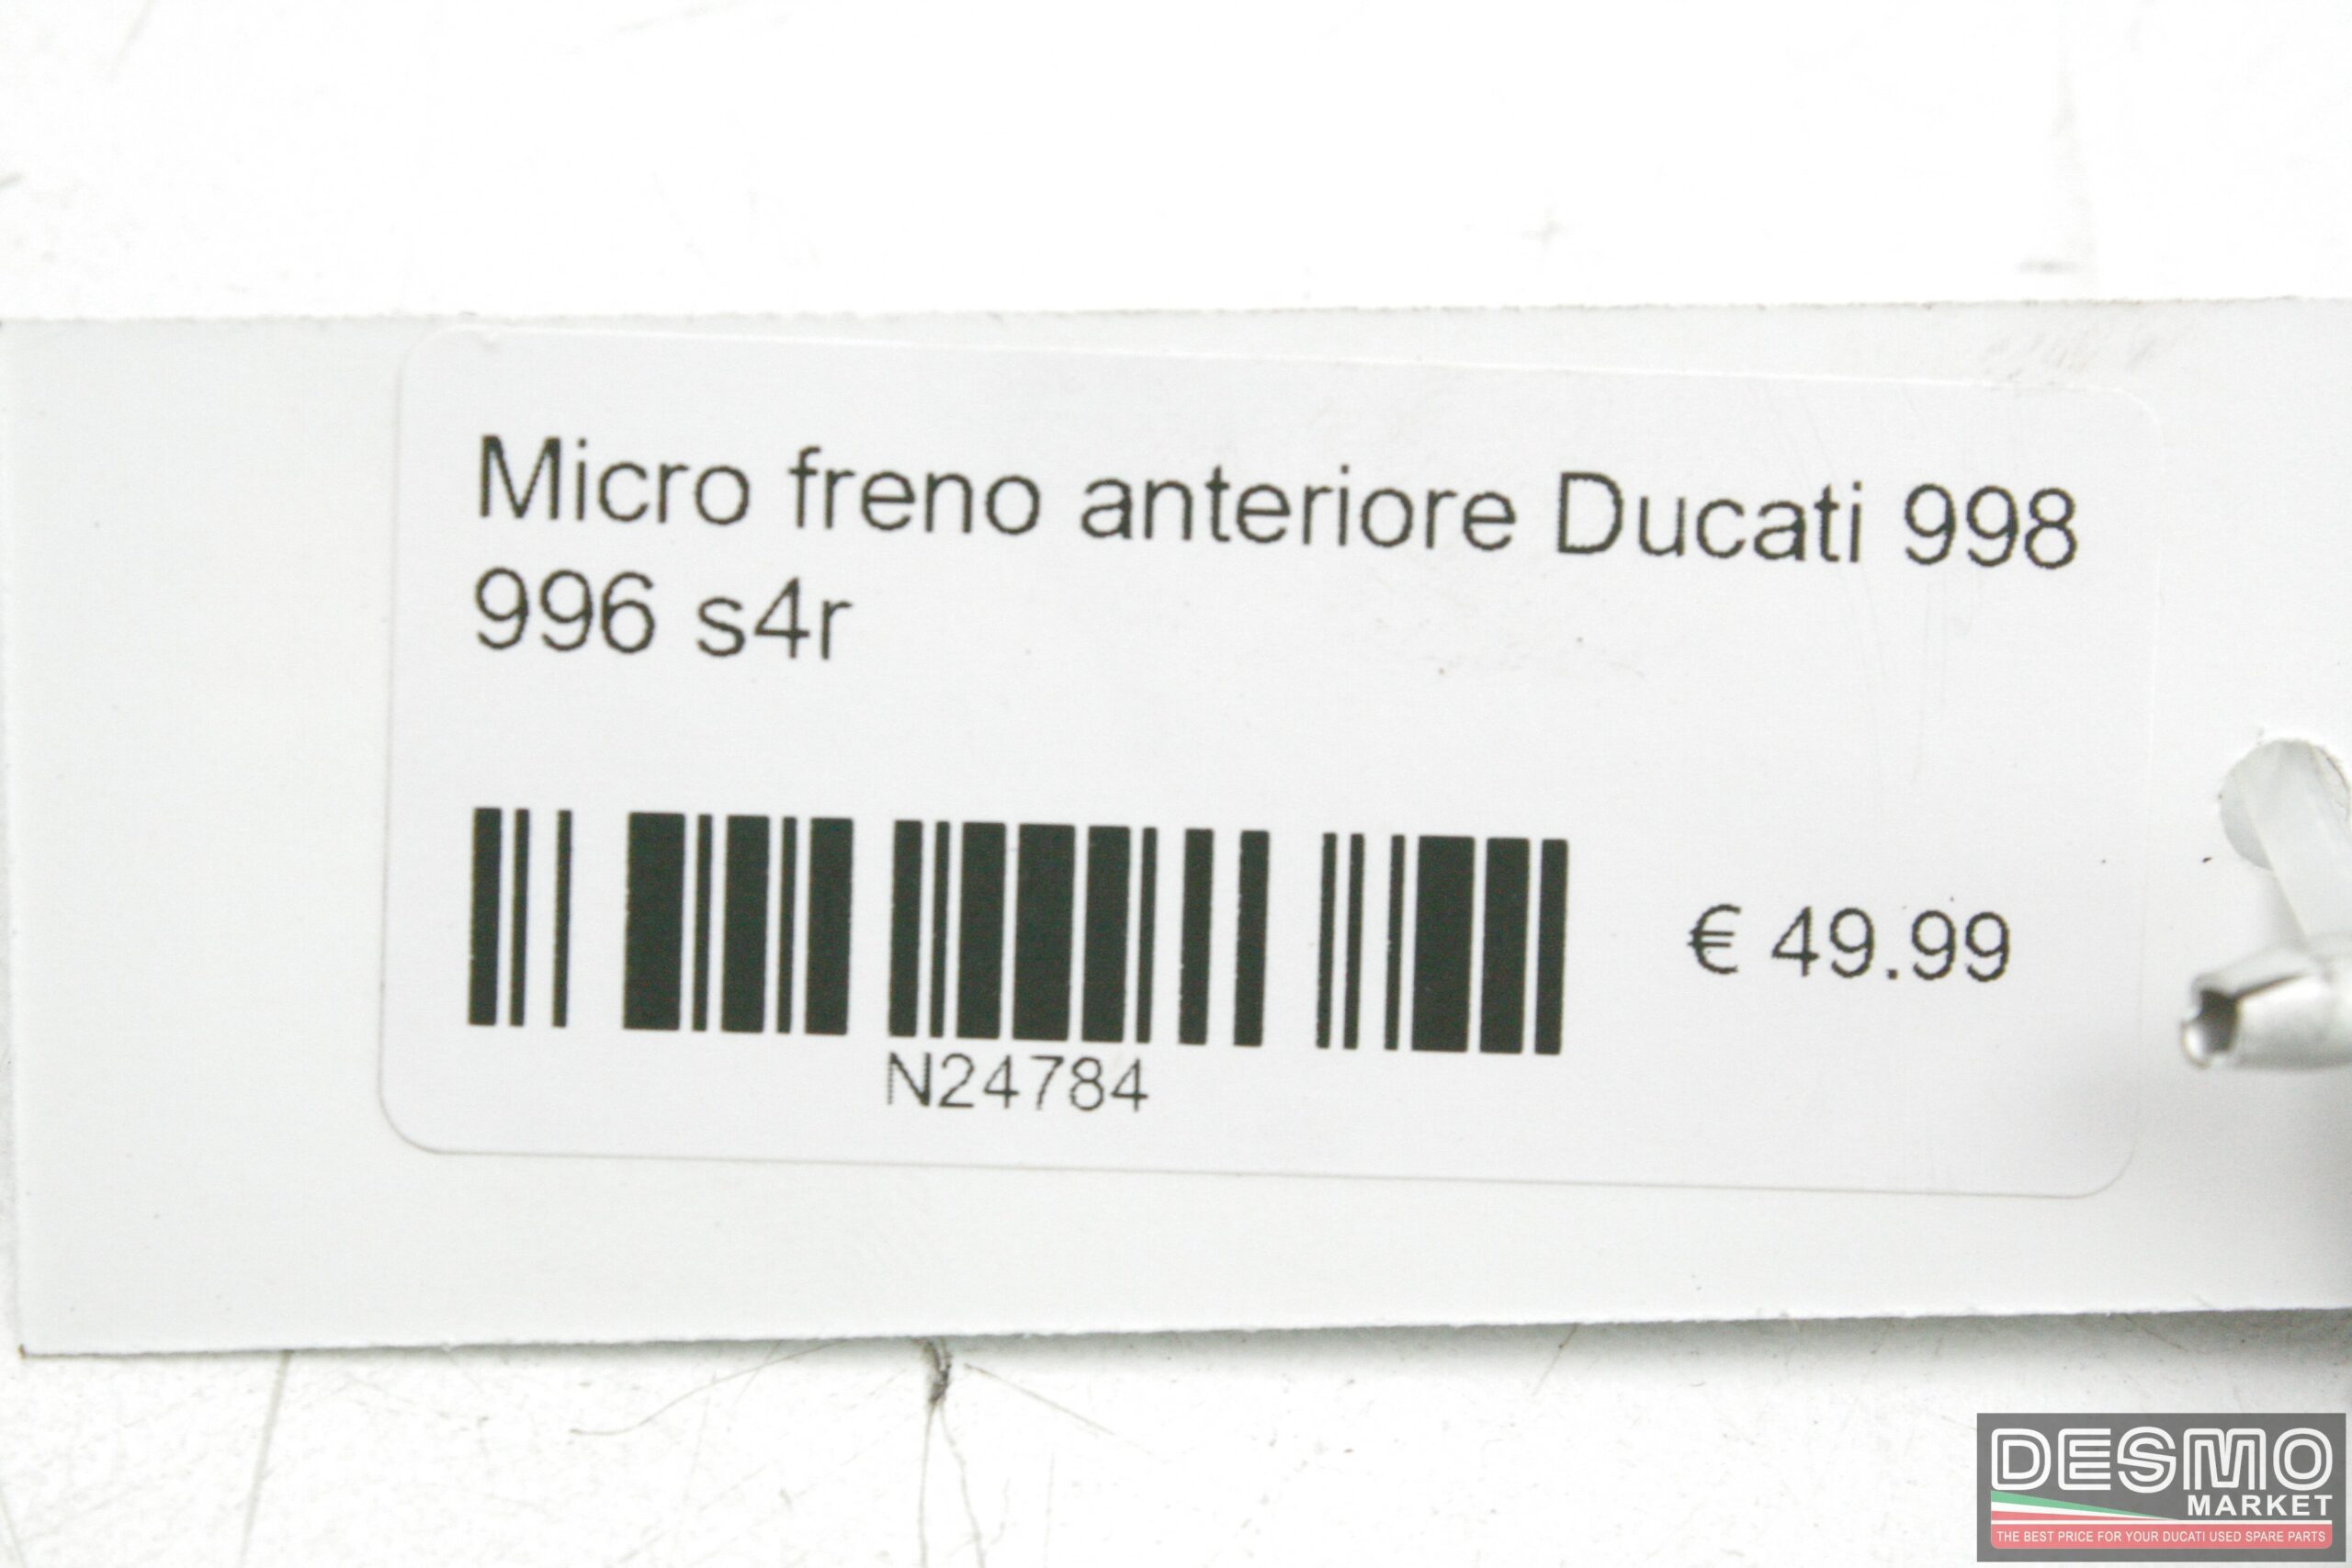 Micro freno anteriore Ducati 998
996 s4r
€ 49.99
N24784
DESMO
MARKET
THE BEST PRICE FOR YOUR DUCATI USED SPARE PARTS